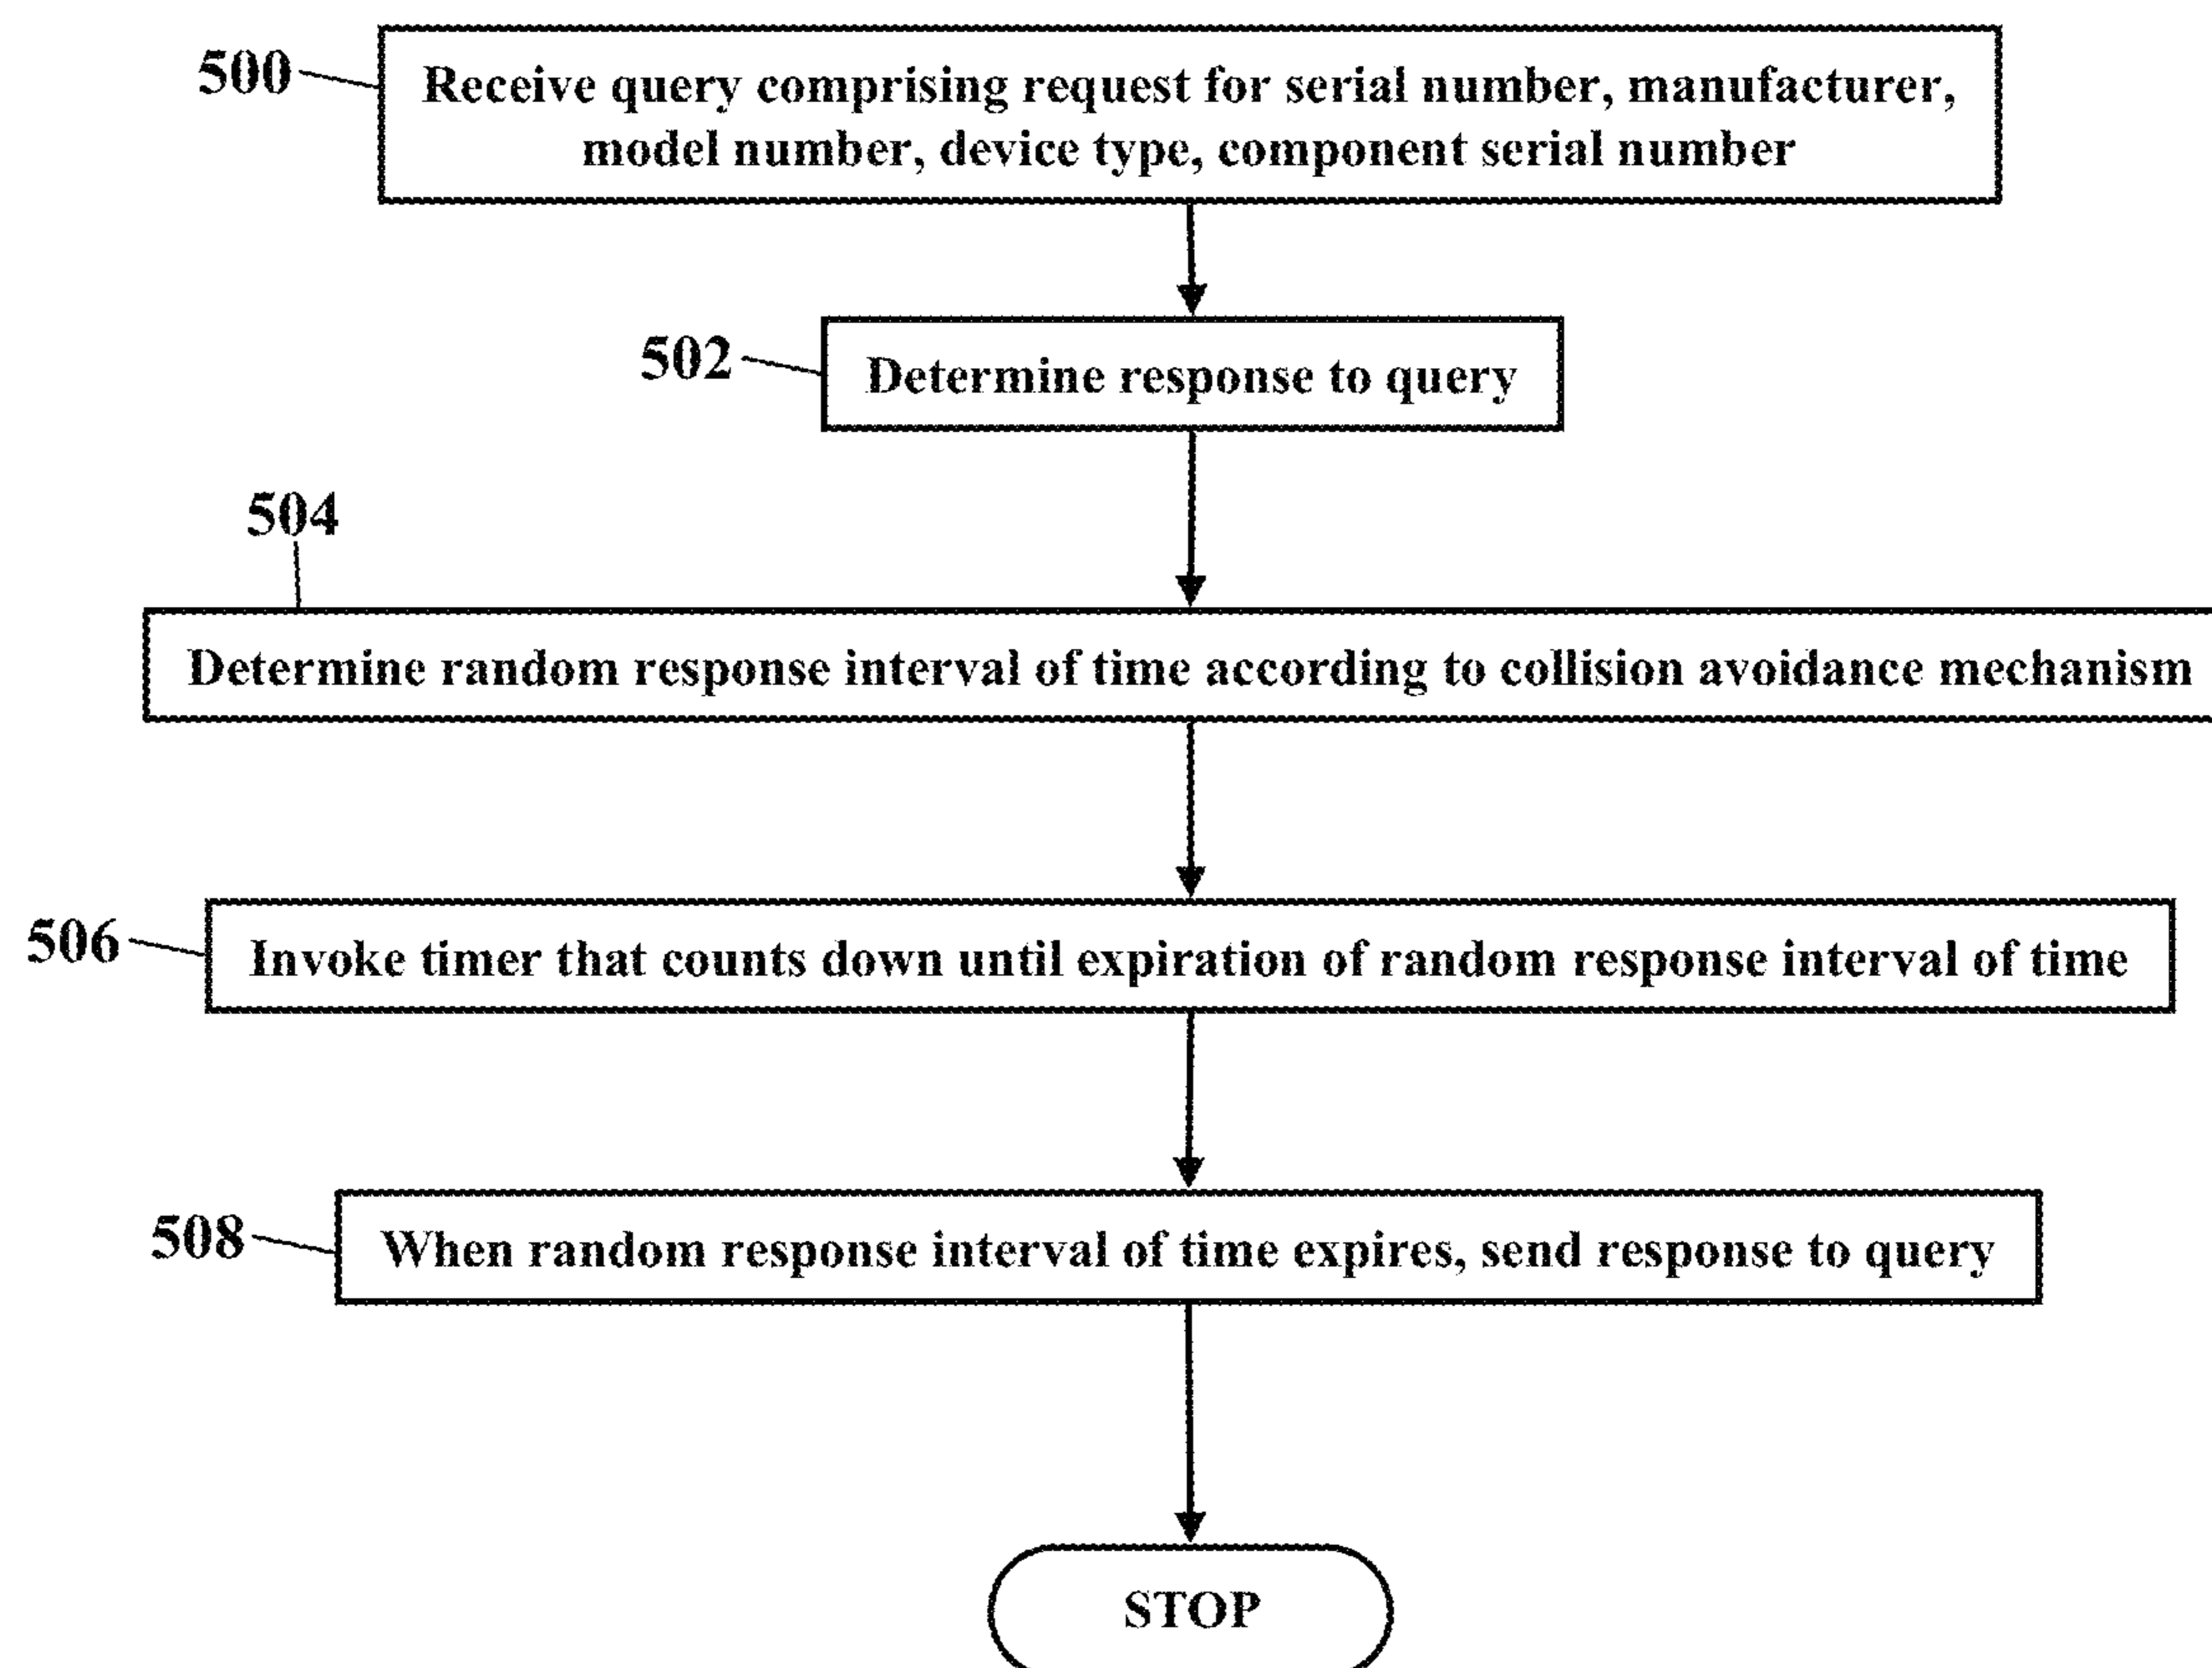 500
Receive query comprising request for serial number, manufacturer,
model number, device type, component serial number
502
Determine response to query
504
Determine random response interval of time according to collision avoidance mechanism
506
Invoke timer that counts down until expiration of random response interval of time
508
When random response interval of time expires, send response to query
STOP